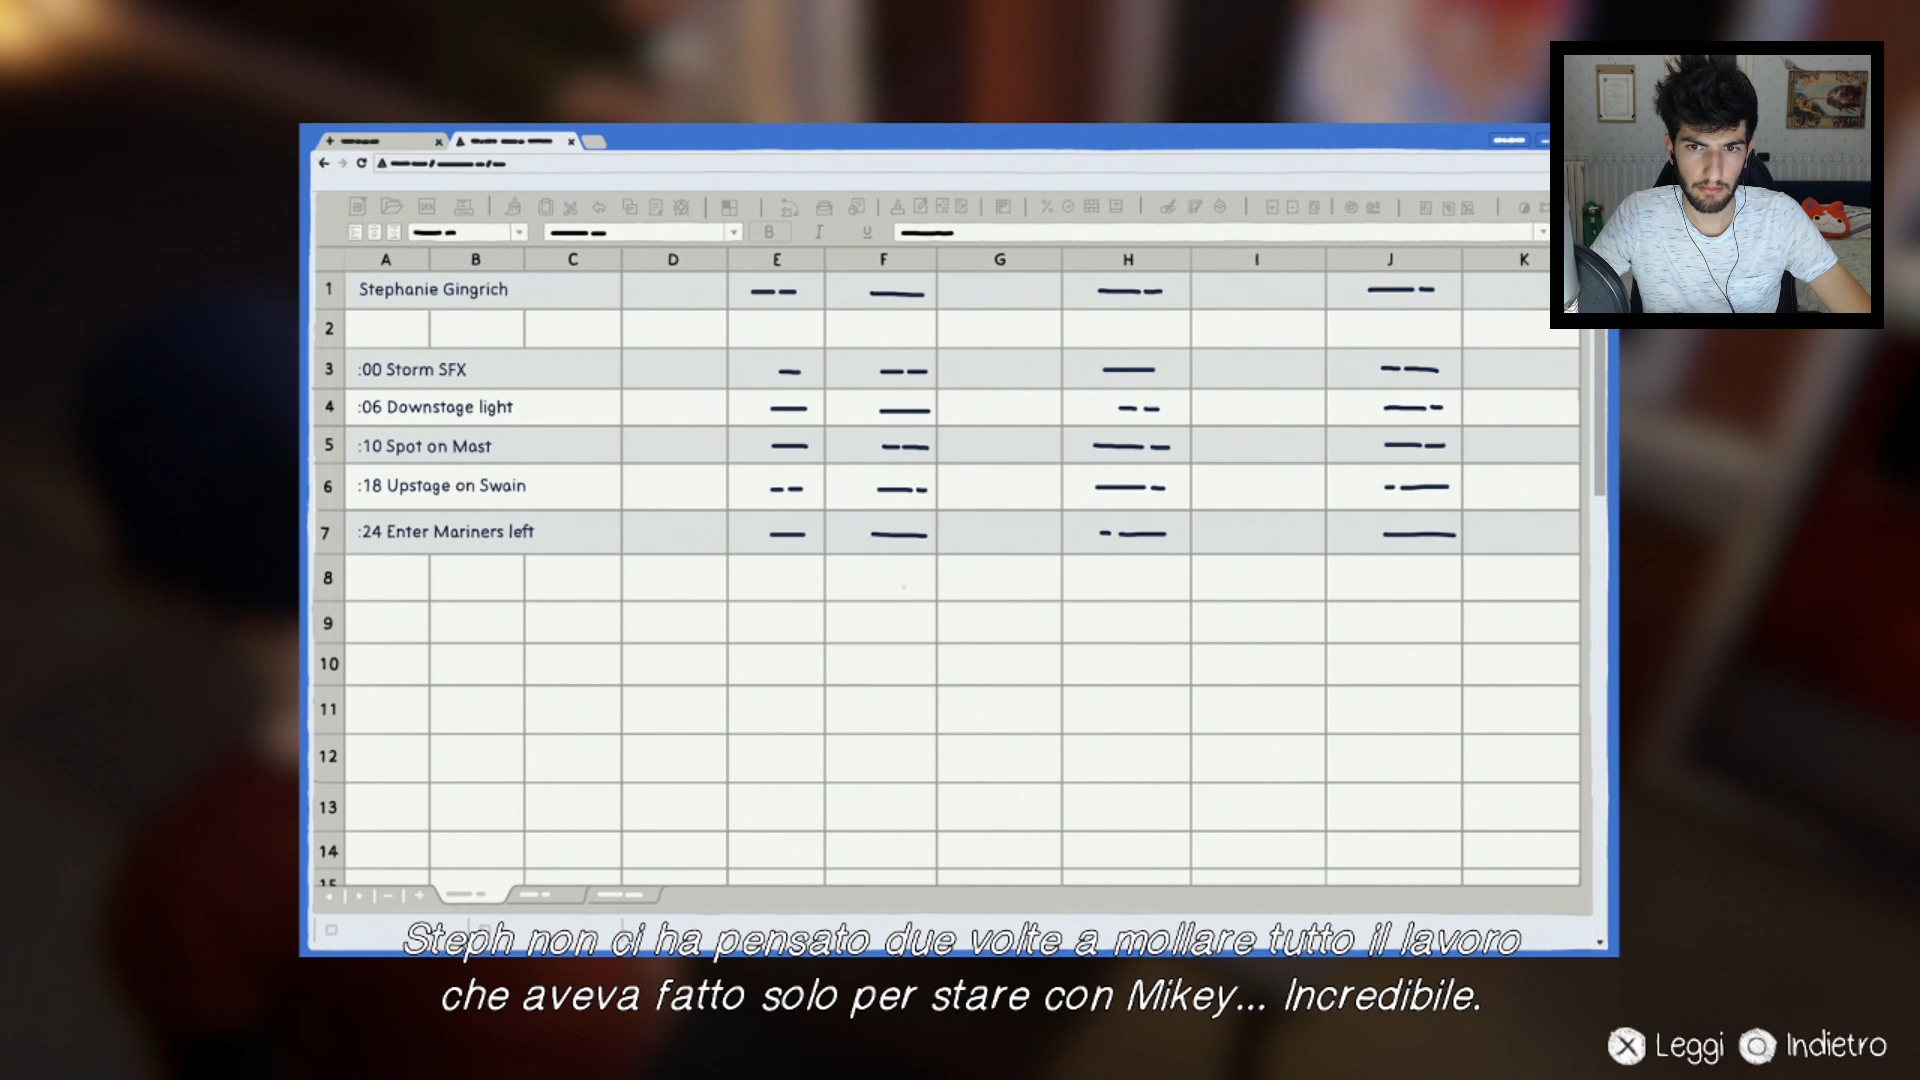 A B C D E F G H I J K
1 Stephanie Gingrich
2
3 :00 Storm SFX
4 :06 Downstage light
5 :10 Spot on Mast
6 :18 Upstage on Swain
7 :24 Enter Mariners left
8
9
10
11
12
13
14
15
Steph non ci ha pensato due volte a mollare tutto il lavoro
che aveva fatto solo per stare con Mikey... Incredibile.
Leggi Indietro